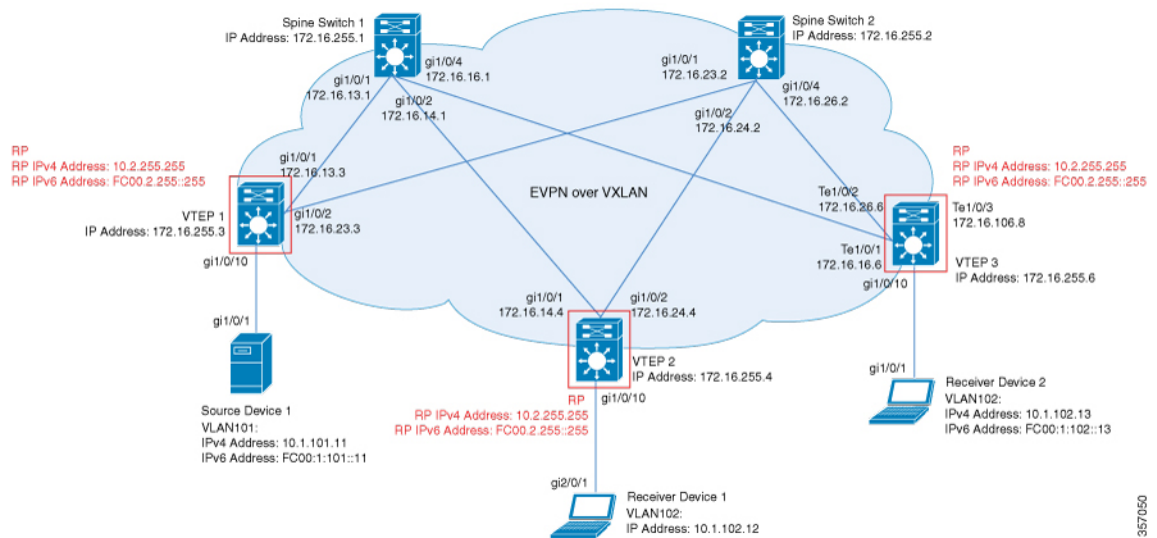 Spine Switch 1
IP Address: 172.16.255.1
Spine Switch 2
IP Address: 172.16.255.2
gi1/0/4
172.16.16.1
gi1/0/1
172.16.13.1
gi1/0/2
172.16.14.1
gi1/0/1
172.16.23.2
gi1/0/4
172.16.26.2
gi1/0/2
172.16.24.2
RP
RP IPv4 Address: 10.2.255.255
RP IPv6 Address: FC00.2.255::255
gi1/0/1
172.16.13.3
VTEP 1
IP Address: 172.16.255.3
gi1/0/2
172.16.23.3
gi1/0/10
EVPN over VXLAN
RP
RP IPv4 Address: 10.2.255.255
RP IPv6 Address: FC00.2.255::255
Te1/0/2
172.16.26.6
Te1/0/3
172.16.106.8
Te1/0/1
172.16.16.6
VTEP 3
IP Address: 172.16.255.6
gi1/0/10
gi1/0/1
172.16.14.4
gi1/0/2
172.16.24.4
VTEP 2
IP Address: 172.16.255.4
gi1/0/10
RP
RP IPv4 Address: 10.2.255.255
RP IPv6 Address: FC00.2.255::255
gi1/0/1
Source Device 1
VLAN101:
IPv4 Address: 10.1.101.11
IPv6 Address: FC00:1:101::11
gi2/0/1
Receiver Device 1
VLAN102:
IP Address: 10.1.102.12
gi1/0/1
Receiver Device 2
VLAN102:
IPv4 Address: 10.1.102.13
IPv6 Address: FC00:1:102::13
357050